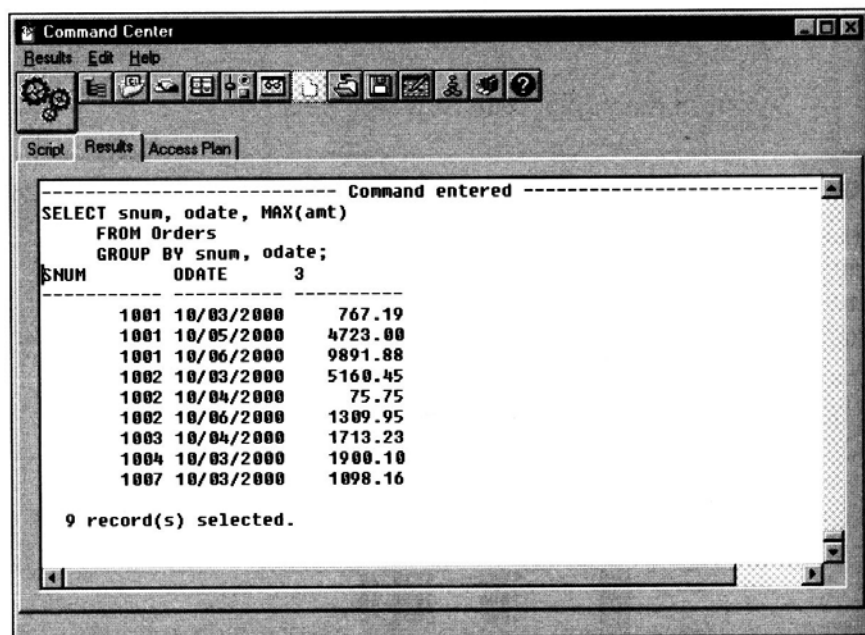 Command Center
Results Edit Help
Script Results Access Plan
----------------------------- Command entered -----------------------------
SELECT snum, odate, MAX(amt)
FROM Orders
GROUP BY snum, odate;
SNUM ODATE 3
----------- ---------- -----------
1001 10/03/2000 767.19
1001 10/05/2000 4723.00
1001 10/06/2000 9891.88
1002 10/03/2000 5160.45
1002 10/04/2000 75.75
1002 10/06/2000 1309.95
1003 10/04/2000 1713.23
1004 10/03/2000 1900.10
1007 10/03/2000 1098.16
9 record(s) selected.